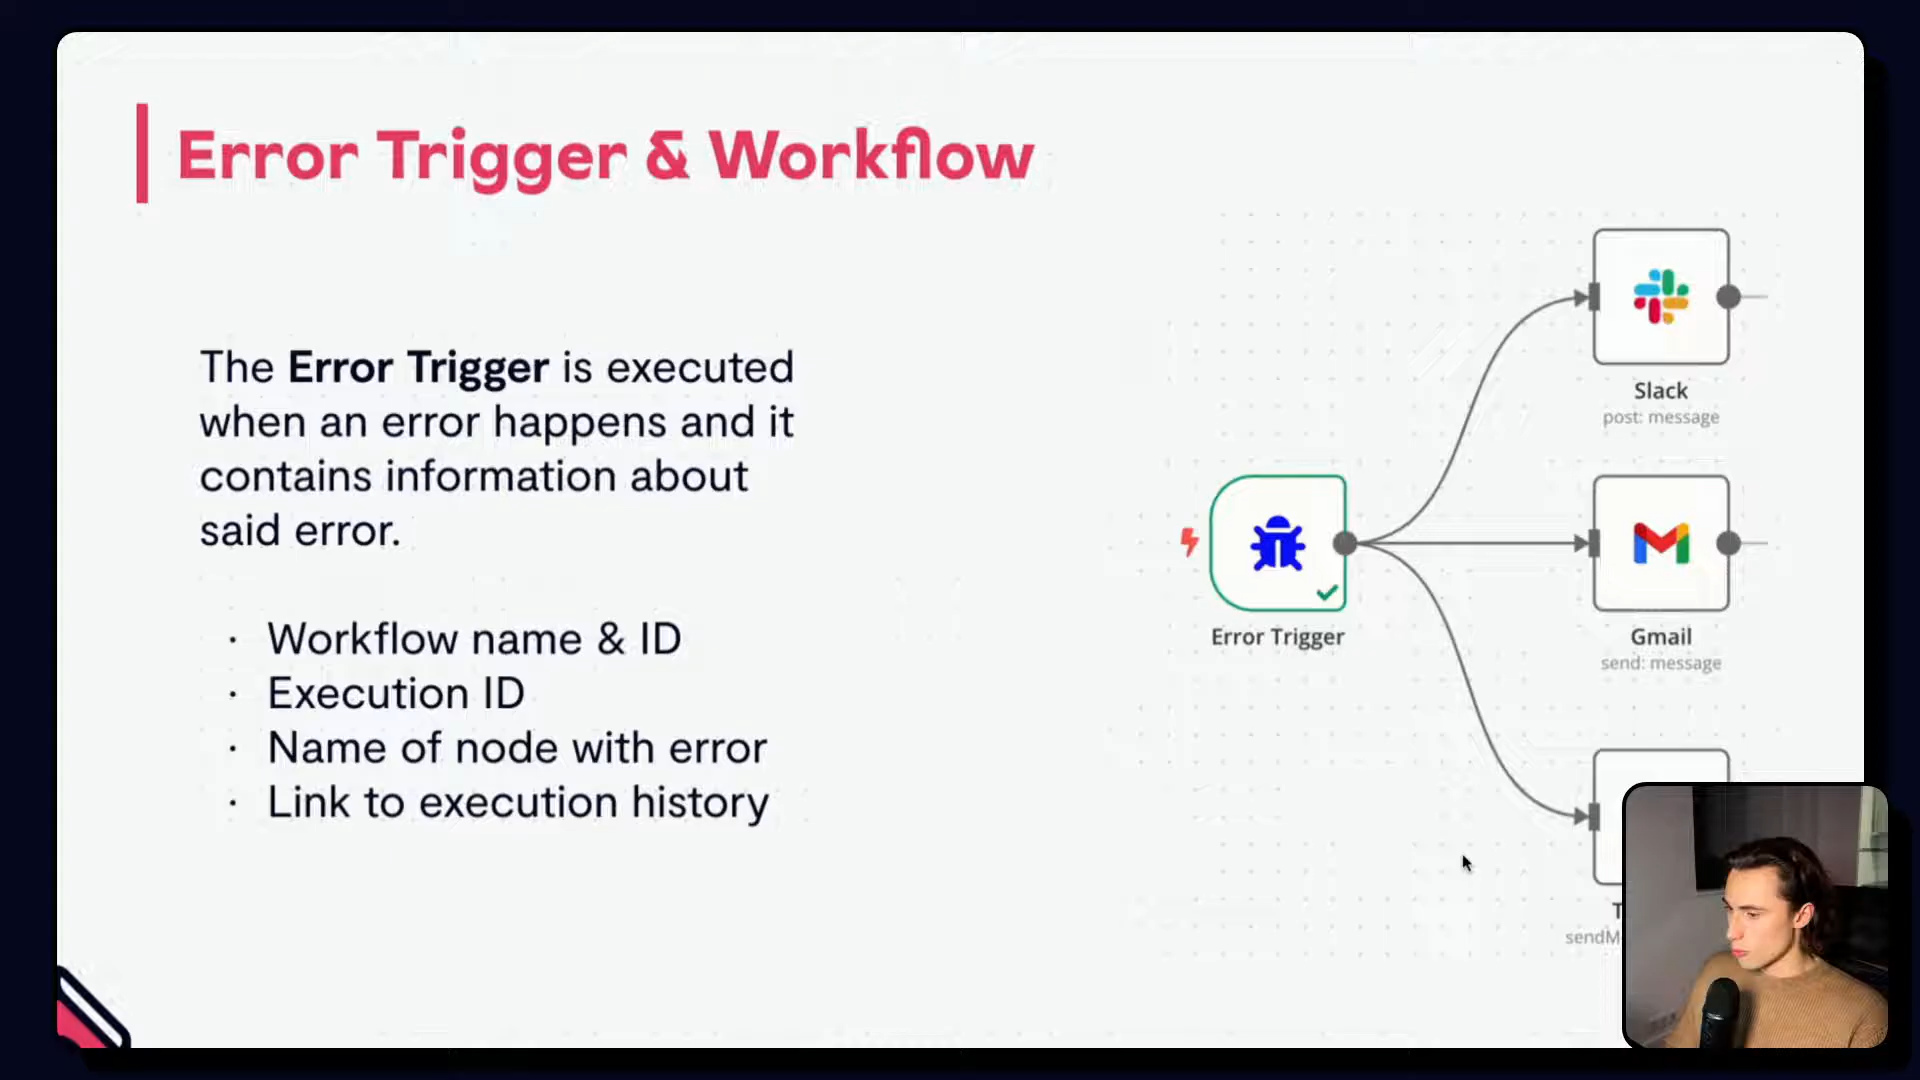 Error Trigger & Workflow
The Error Trigger is executed
when an error happens and it
contains information about
said error.
· Workflow name & ID
· Execution ID
· Name of node with error
· Link to execution history
Slack
post: message
Error Trigger
Gmail
send: message
T
sendM